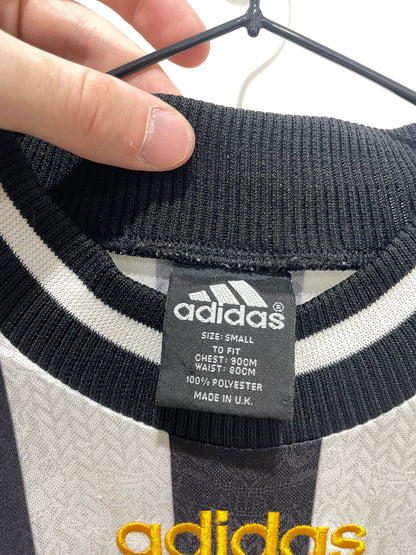 adidas®
SIZE: SMALL
TO FIT
CHEST: 90CM
WAIST: 80CM
100% POLYESTER
MADE IN U.K.
adidas